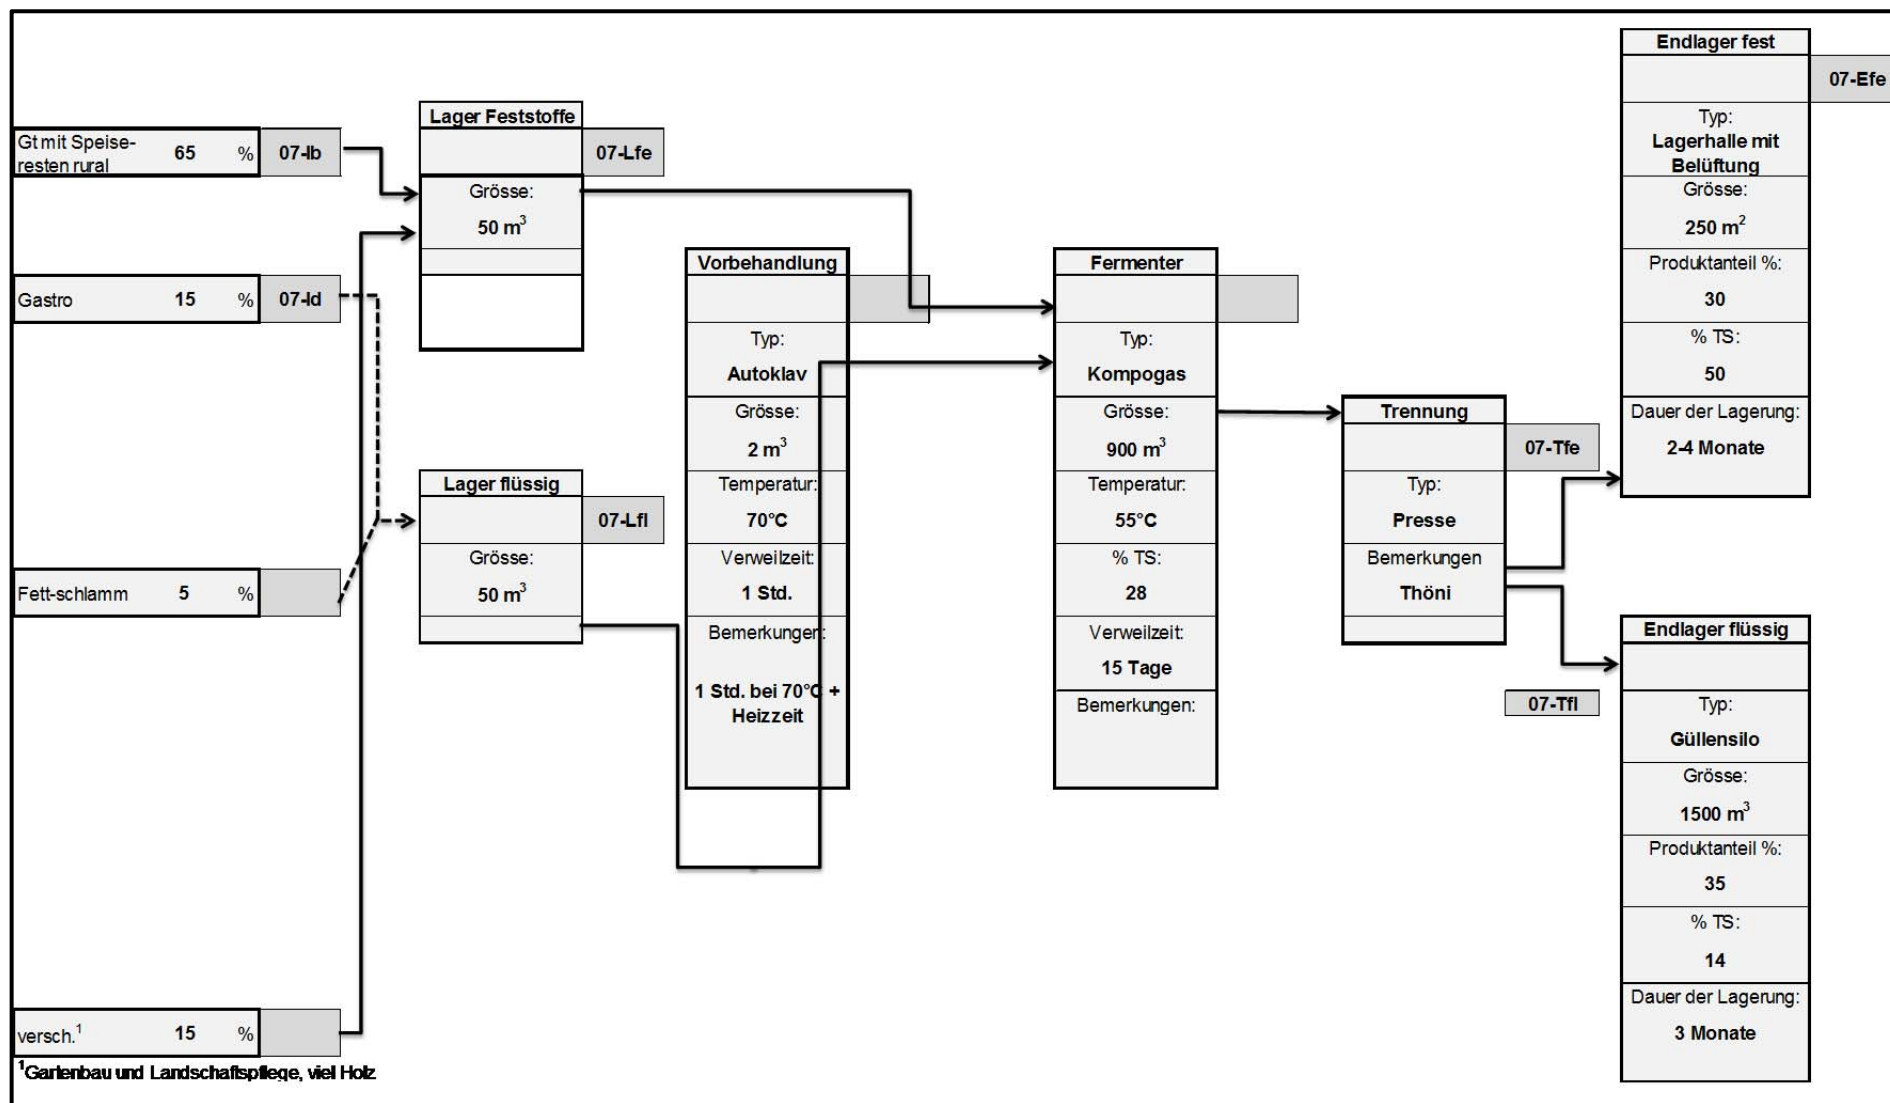 Gt mit Speise-
resten rural 65 % 07-Ib
Gastro 15 % 07-Id
Fett-schlamm 5 %
versch.¹ 15 %
¹Gartenbau und Landschaftspflege, viel Holz
Lager Feststoffe
07-Lfe
Grösse:
50 m³
Lager flüssig
07-Lfl
Grösse:
50 m³
Vorbehandlung
Typ:
Autoklav
Grösse:
2 m³
Temperatur:
70°C
Verweilzeit:
1 Std.
Bemerkungen:
1 Std. bei 70°C +
Heizzeit
Fermenter
Typ:
Kompogas
Grösse:
900 m³
Temperatur:
55°C
% TS:
28
Verweilzeit:
15 Tage
Bemerkungen:
Trennung
07-Tfe
Typ:
Presse
Bemerkungen
Thöni
07-Tfl
Endlager fest
07-Efe
Typ:
Lagerhalle mit
Belüftung
Grösse:
250 m²
Produktanteil %:
30
% TS:
50
Dauer der Lagerung:
2-4 Monate
Endlager flüssig
Typ:
Güllensilo
Grösse:
1500 m³
Produktanteil %:
35
% TS:
14
Dauer der Lagerung:
3 Monate